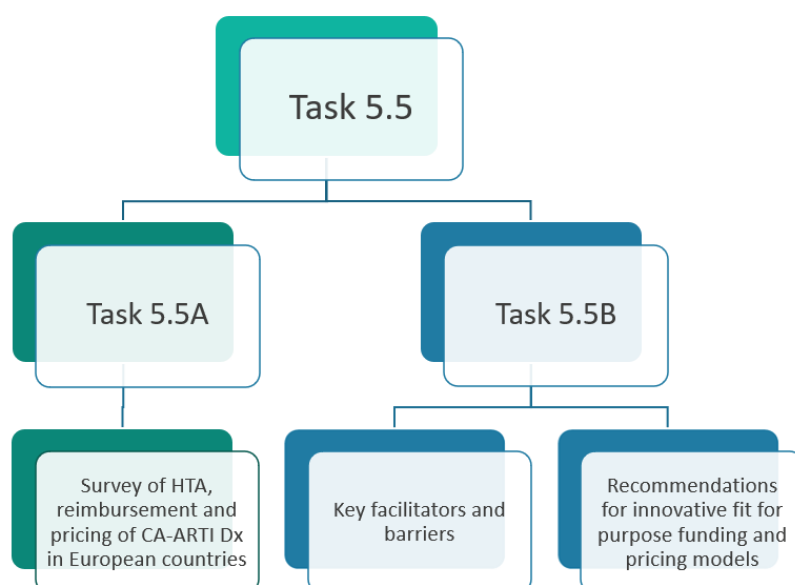 Task 5.5
Task 5.5A
Task 5.5B
Survey of HTA,
reimbursement and
pricing of CA-ARTI Dx
in European countries
Key facilitators and
barriers
Recommendations
for innovative fit for
purpose funding and
pricing models